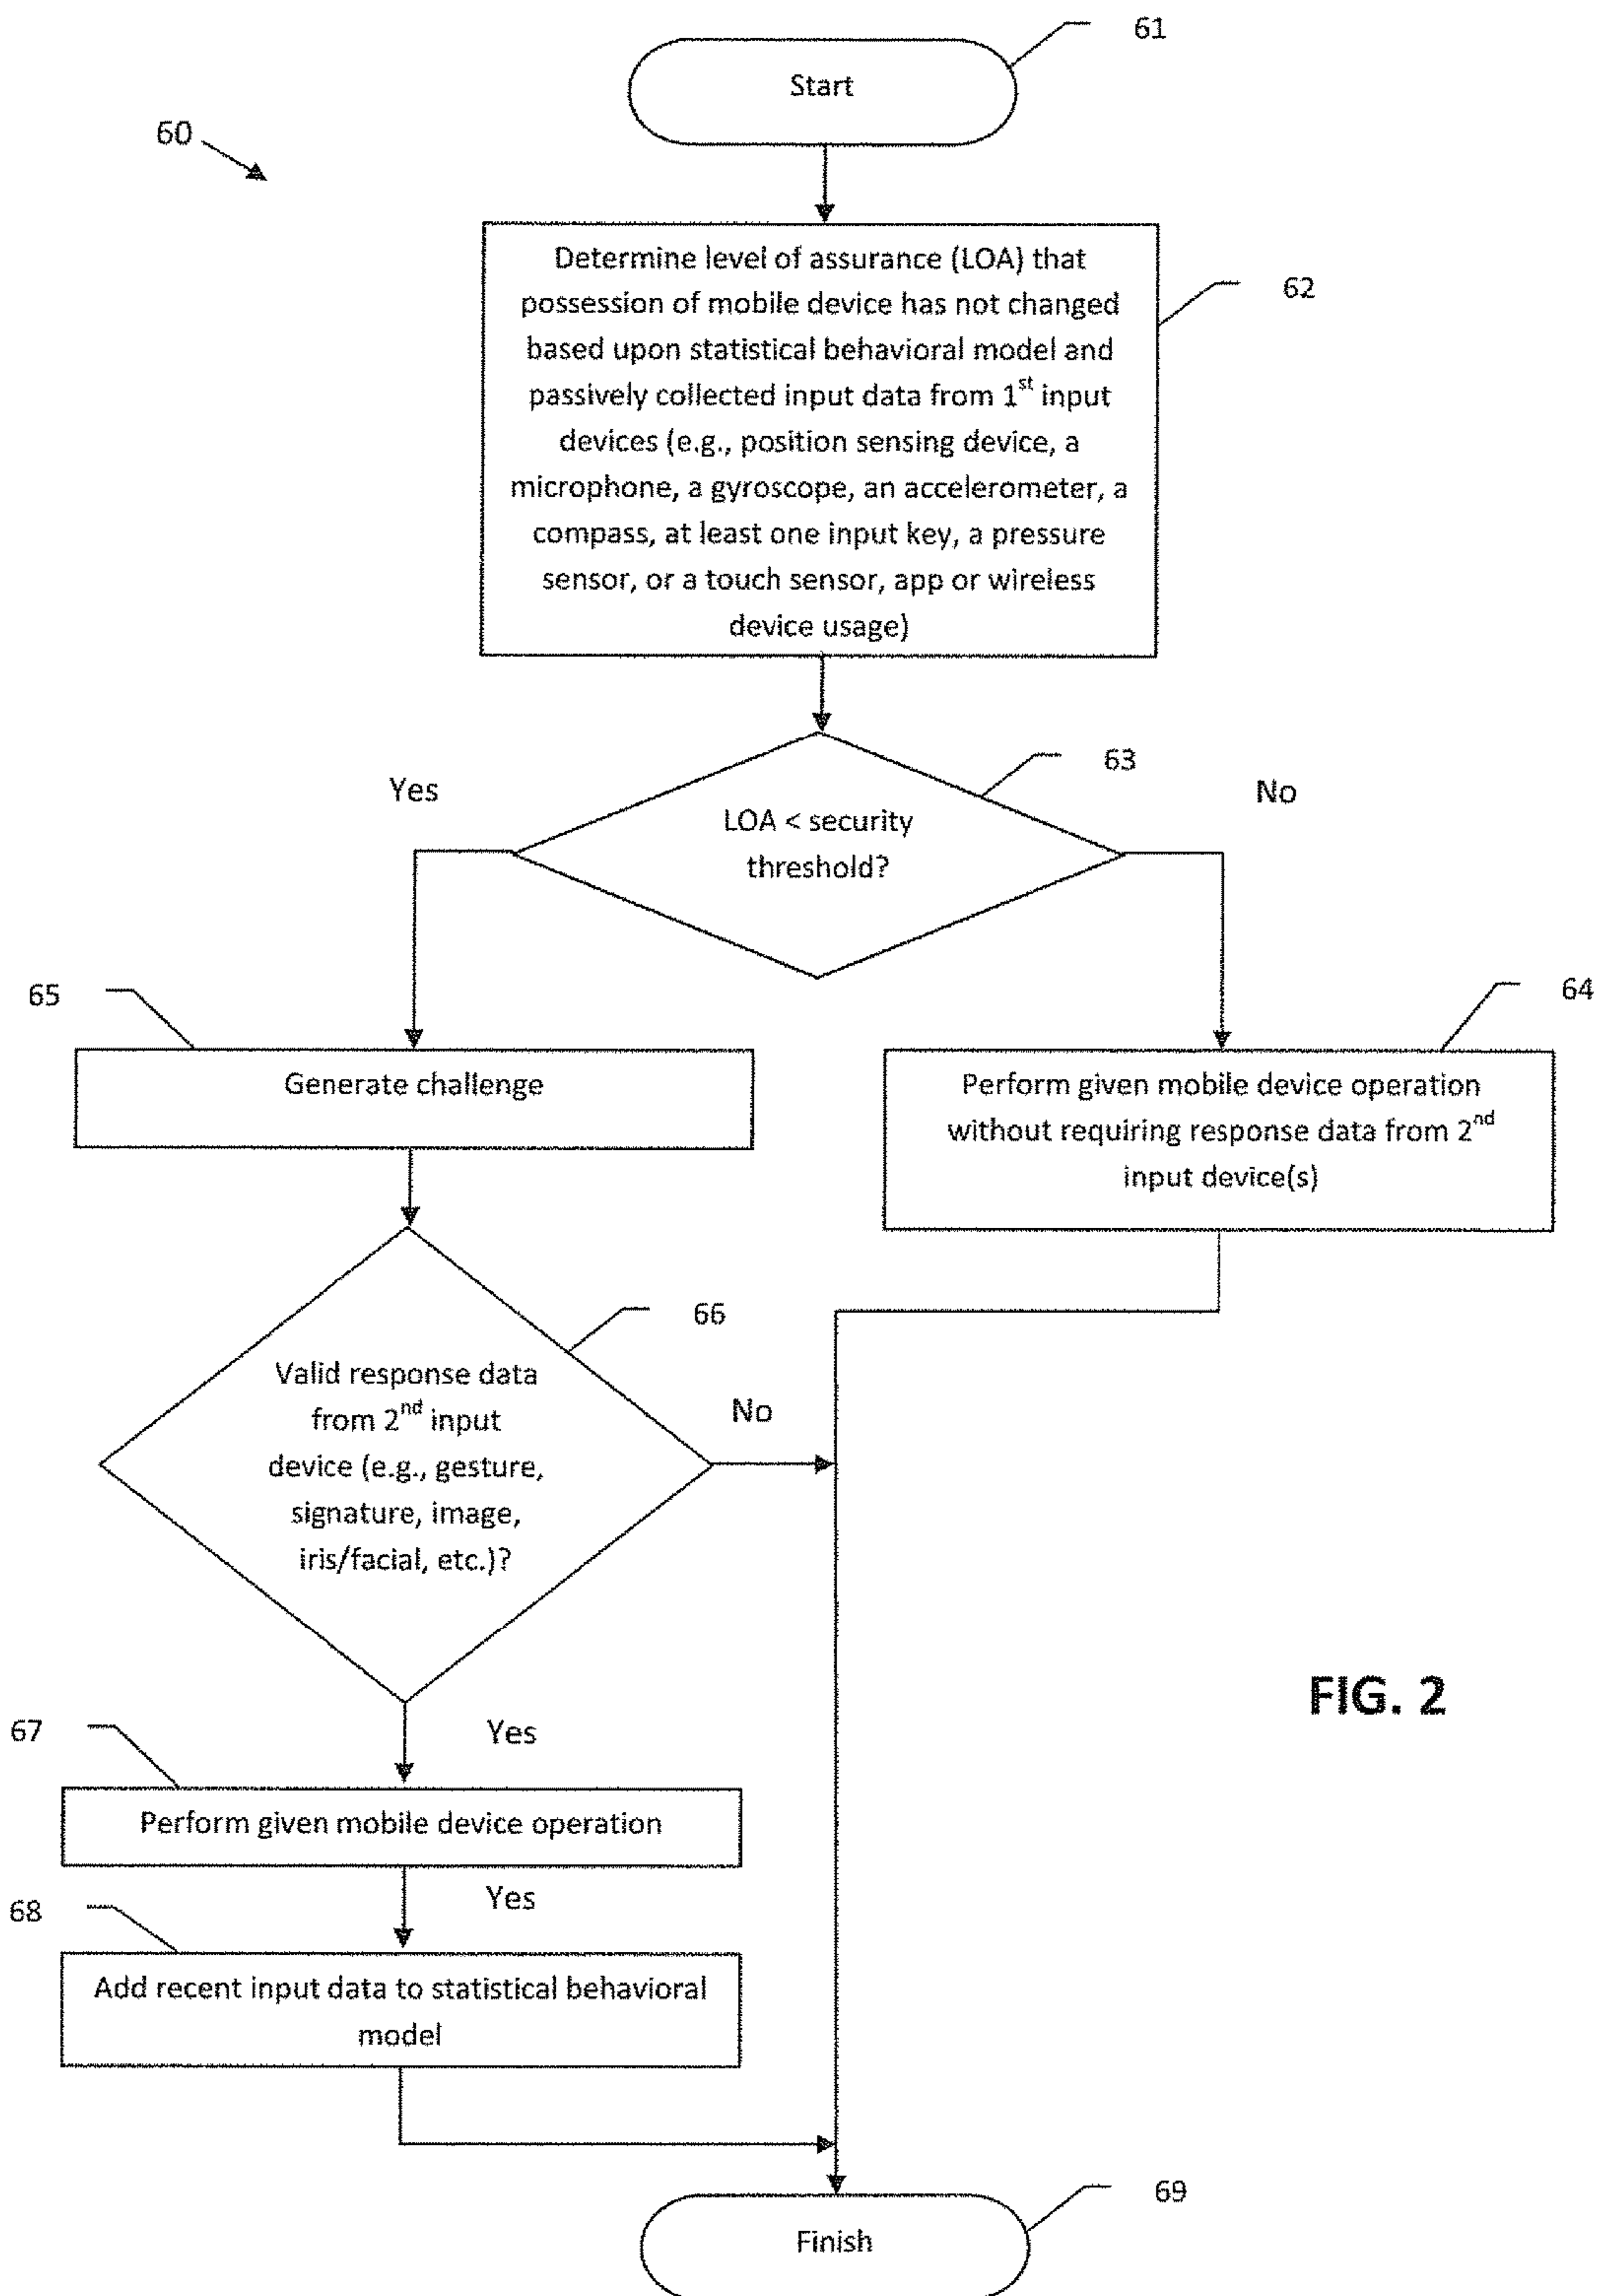 61
Start
60
Determine level of assurance (LOA) that
possession of mobile device has not changed
based upon statistical behavioral model and
passively collected input data from 1st input
devices (e.g., position sensing device, a
microphone, a gyroscope, an accelerometer, a
compass, at least one input key, a pressure
sensor, or a touch sensor, app or wireless
device usage)
62
63
Yes
No
LOA < security
threshold?
65
64
Generate challenge
Perform given mobile device operation
without requiring response data from 2nd
input device(s)
66
Valid response data
from 2nd input
device (e.g., gesture,
signature, image,
iris/facial, etc.)?
No
FIG. 2
67
Yes
Perform given mobile device operation
68
Yes
Add recent input data to statistical behavioral
model
69
Finish